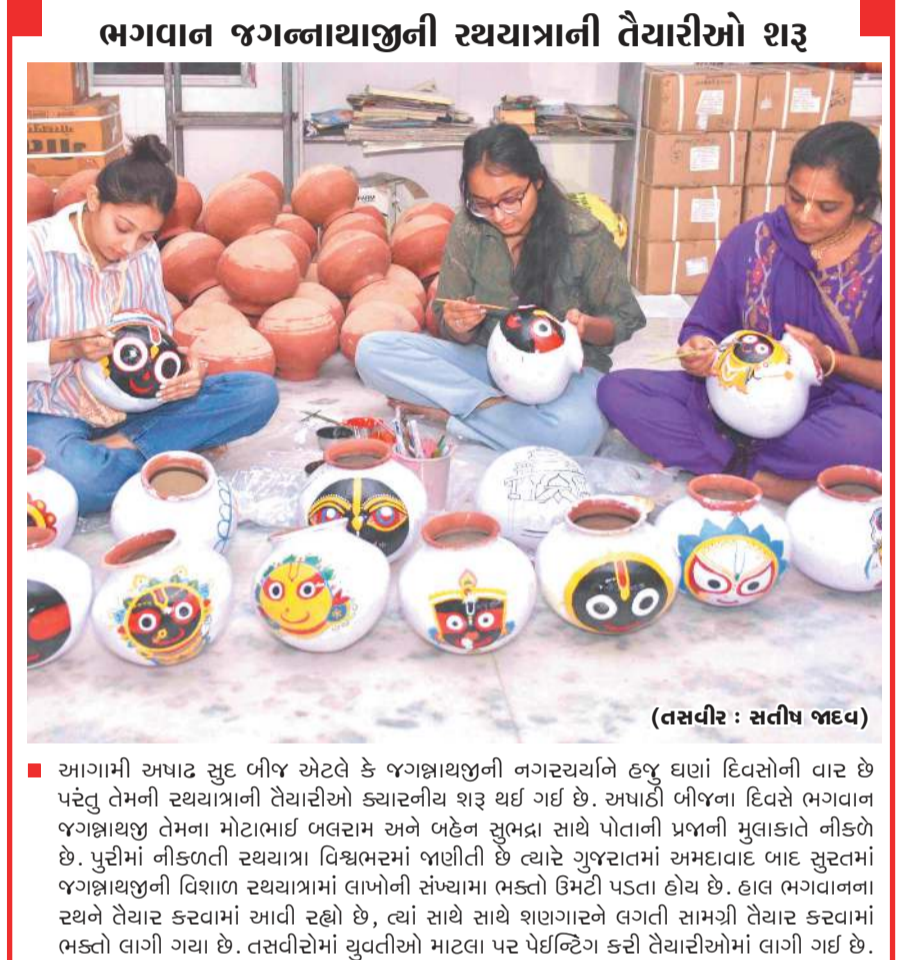 ભગવાન જગન્નાથાજીની રથયાત્રાની તૈયારીઓ શરૂ
(તસવીર : સતીષ જાદવ)
આગામી અષાઢ સુદ બીજ એટલે કે જગન્નાથજીની નગરચર્યાને હજુ ઘણાં દિવસોની વાર છે
પરંતુ તેમની રથયાત્રાની તૈયારીઓ ક્યારનીય શરૂ થઈ ગઈ છે. અષાઠી બીજના દિવસે ભગવાન
જગન્નાથજી તેમના મોટાભાઈ બલરામ અને બહેન સુભદ્રા સાથે પોતાની પ્રજાની મુલાકાતે નીકળે
છે. પુરીમાં નીકળતી રથયાત્રા વિશ્વભરમાં જાણીતી છે ત્યારે ગુજરાતમાં અમદાવાદ બાદ સુરતમાં
જગન્નાથજીની વિશાળ રથયાત્રામાં લાખોની સંખ્યામા ભક્તો ઉમટી પડતા હોય છે. હાલ ભગવાનના
રથને તૈયાર કરવામાં આવી રહ્યો છે, ત્યાં સાથે સાથે શણગારને લગતી સામગ્રી તૈયાર કરવામાં
ભક્તો લાગી ગયા છે. તસવીરોમાં યુવતીઓ માટલા પર પેઈન્ટિંગ કરી તૈયારીઓમાં લાગી ગઈ છે.